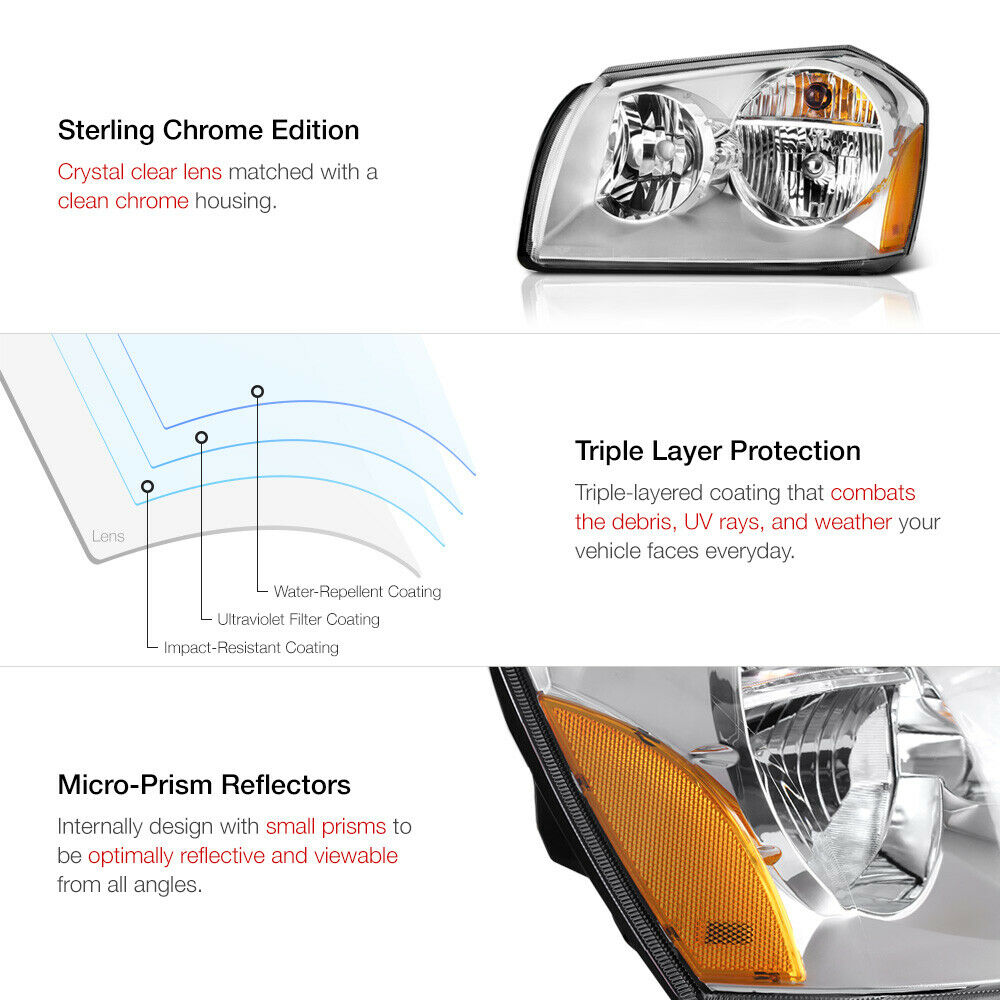 Sterling Chrome Edition
Crystal clear lens matched with a
clean chrome housing.
Lens
Water-Repellent Coating
Ultraviolet Filter Coating
Impact-Resistant Coating
Triple Layer Protection
Triple-layered coating that combats
the debris, UV rays, and weather your
vehicle faces everyday.
Micro-Prism Reflectors
Internally design with small prisms to
be optimally reflective and viewable
from all angles.